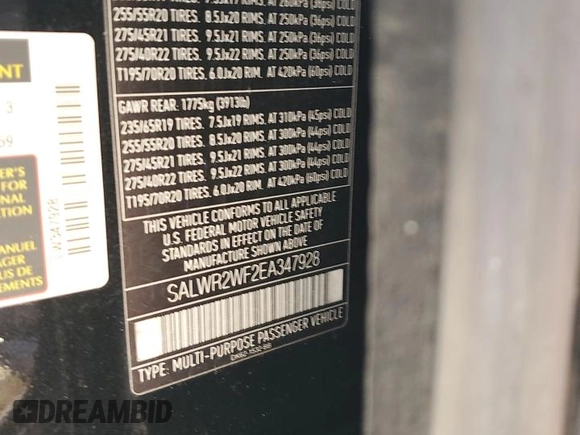 255/55R20 TIRES. 8.5Jx20 RIMS. AT 250kPa (36psi) COLD
275/45R21 TIRES. 9.5Jx21 RIMS. AT 250kPa (36psi) COLD
275/40R22 TIRES. 9.5Jx22 RIMS. AT 250kPa (36psi) COLD
T195/70R20 TIRES. 6.0Jx20 RIM. AT 420kPa (60psi) COLD
GAWR REAR. 1775kg (3913lb)
235/65R19 TIRES. 7.5Jx19 RIMS. AT 310kPa (45psi) COLD
255/55R20 TIRES. 8.5Jx20 RIMS. AT 300kPa (44psi) COLD
275/45R21 TIRES. 9.5Jx21 RIMS. AT 300kPa (44psi) COLD
275/40R22 TIRES. 9.5Jx22 RIMS. AT 300kPa (44psi) COLD
T195/70R20 TIRES. 6.0Jx20 RIM. AT 420kPa (60psi) COLD
THIS VEHICLE CONFORMS TO ALL APPLICABLE
U.S. FEDERAL MOTOR VEHICLE SAFETY
STANDARDS IN EFFECT ON THE DATE OF
MANUFACTURE SHOWN ABOVE.
SALWR2WF2EA347928
TYPE: MULTI-PURPOSE PASSENGER VEHICLE
DREAMBID